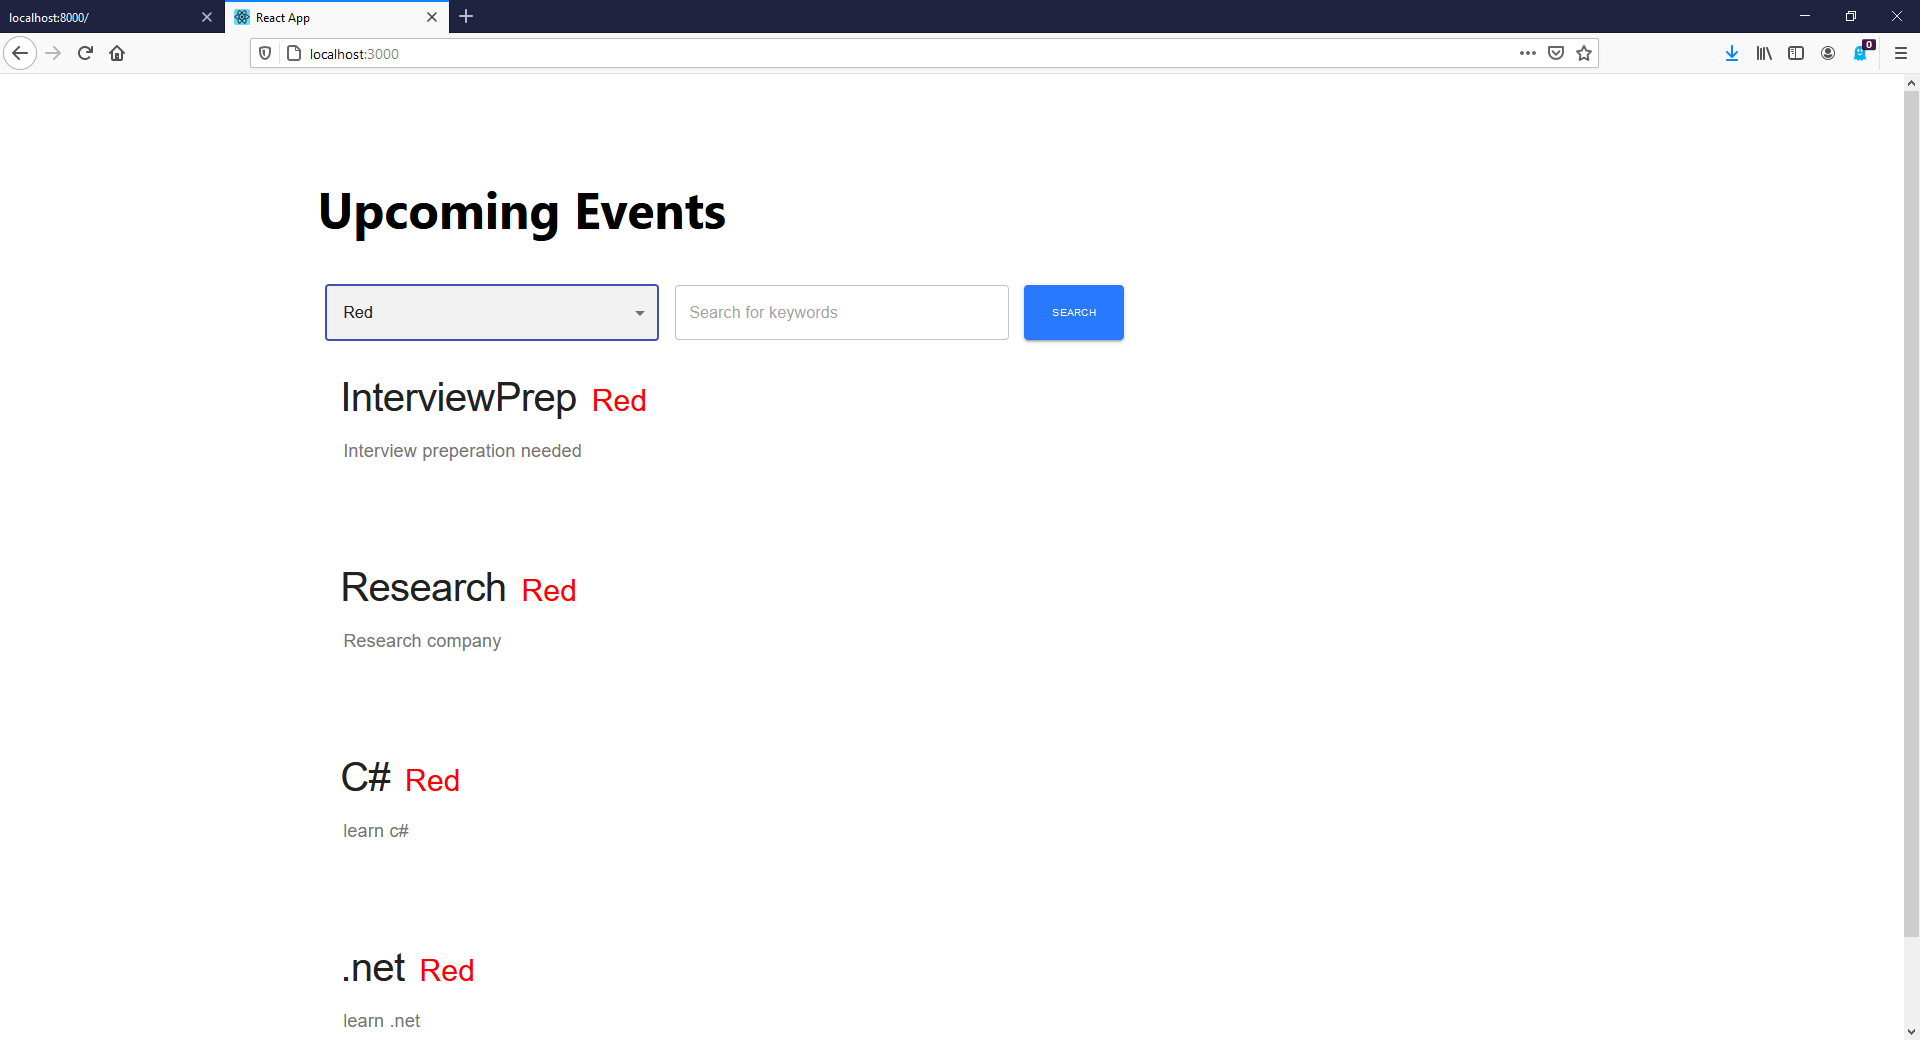 localhost:8000/
React App
localhost:3000
0
Upcoming Events
Red
Search for keywords
SEARCH
InterviewPrep Red
Interview preperation needed
Research Red
Research company
C# Red
learn c#
.net Red
learn .net